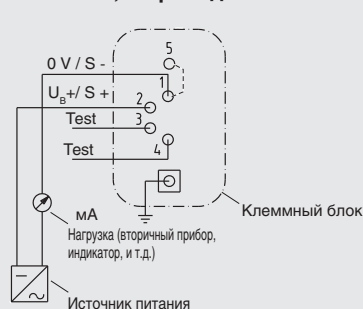 5
0 V / S -
1
U_B+/ S +
2
Test
3
Test
4
мА
Клеммный блок
Нагрузка (вторичный прибор,
индикатор, и т.д.)
Источник питания